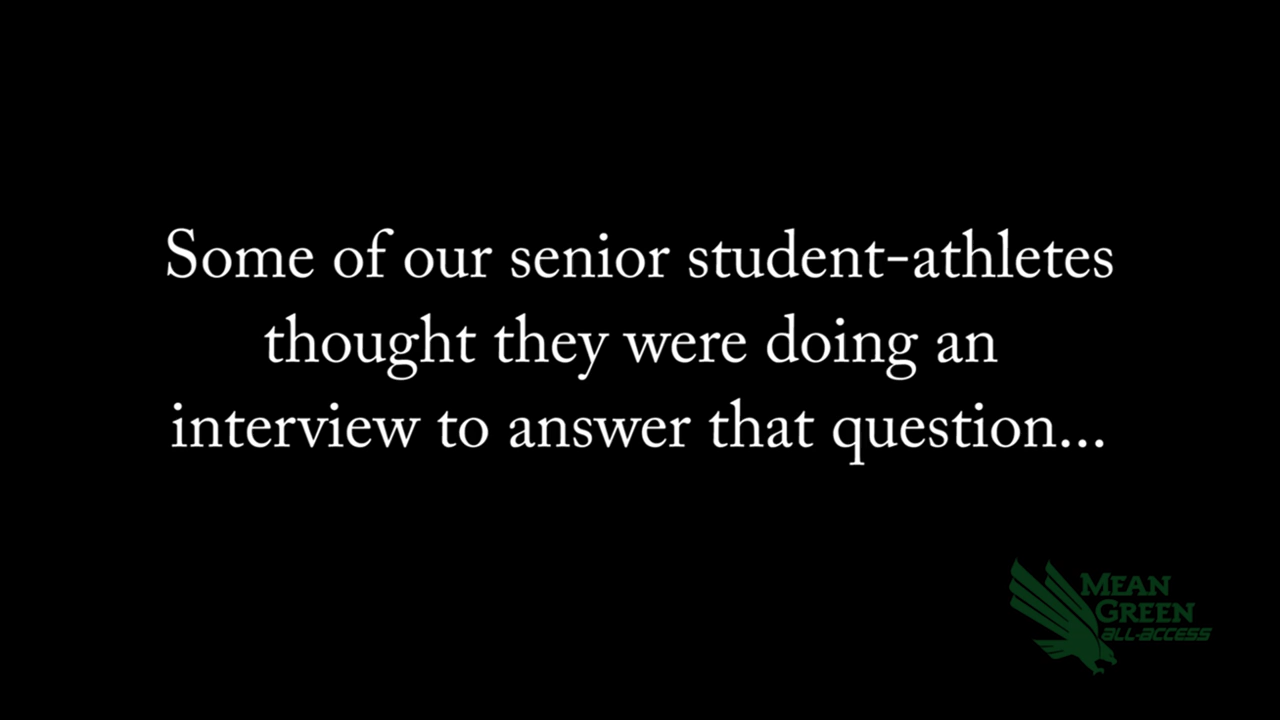 Some of our senior student-athletes
thought they were doing an
interview to answer that question...
MEAN
GREEN
ALL-ACCESS